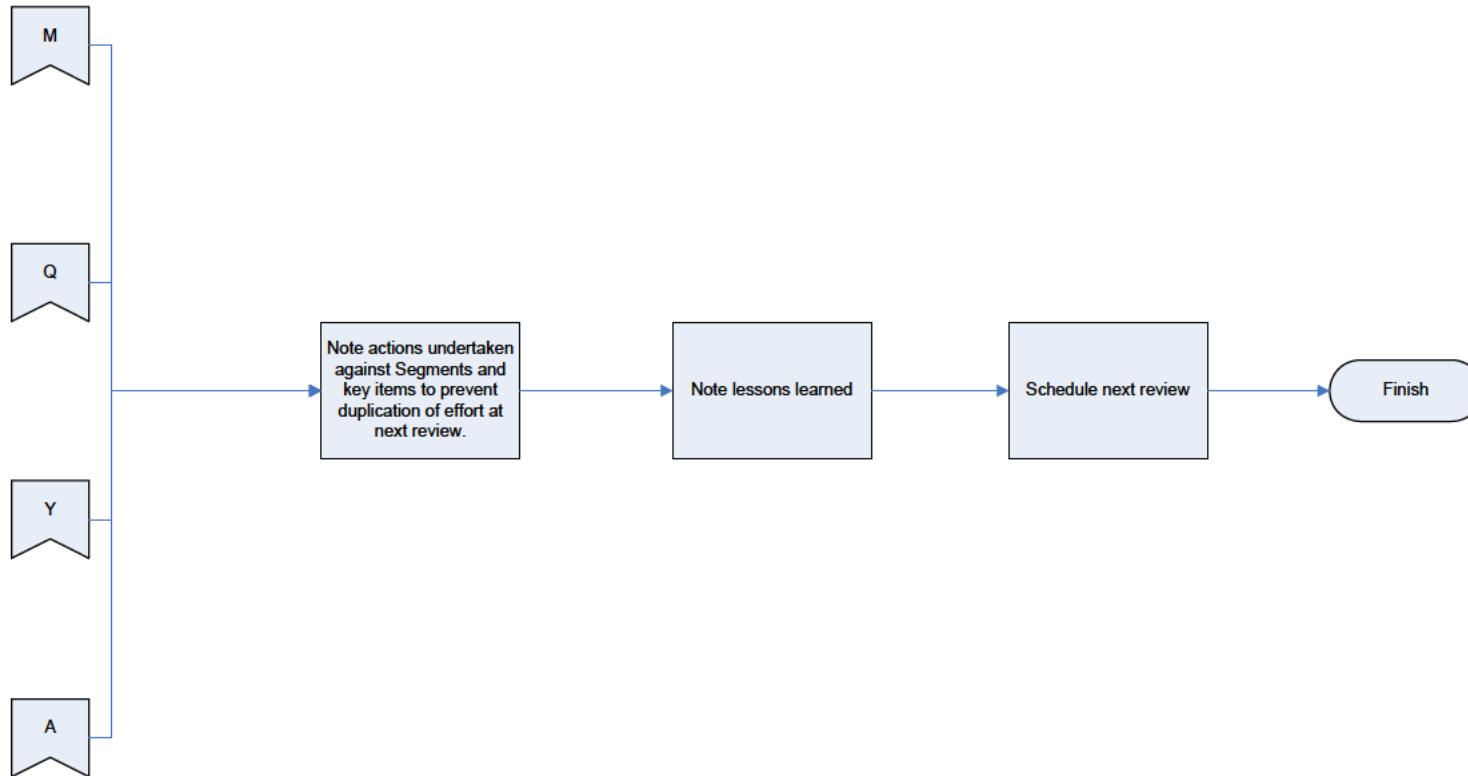 M
Q
Note actions undertaken
against Segments and
key items to prevent
duplication of effort at
next review.
Note lessons learned
Schedule next review
Finish
Y
A